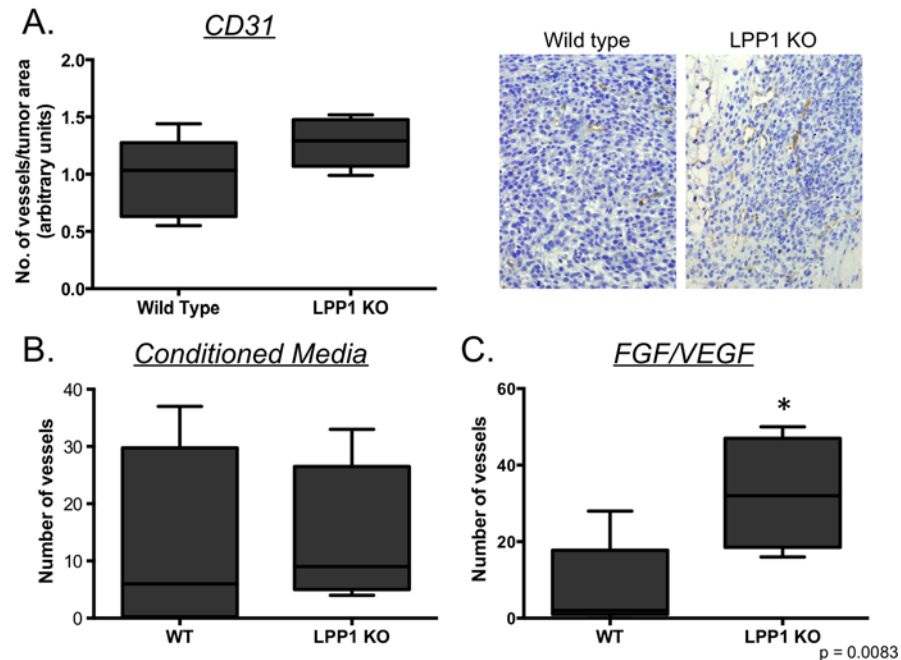 A.
CD31
No. of vessels/tumor area
(arbitrary units)
2.0
1.5
1.0
0.5
0.0
Wild Type
LPP1 KO
Wild type
LPP1 KO
B.
Conditioned Media
Number of vessels
40
30
20
10
0
WT
LPP1 KO
C.
FGF/VEGF
Number of vessels
60
40
20
0
*
WT
LPP1 KO
p = 0.0083